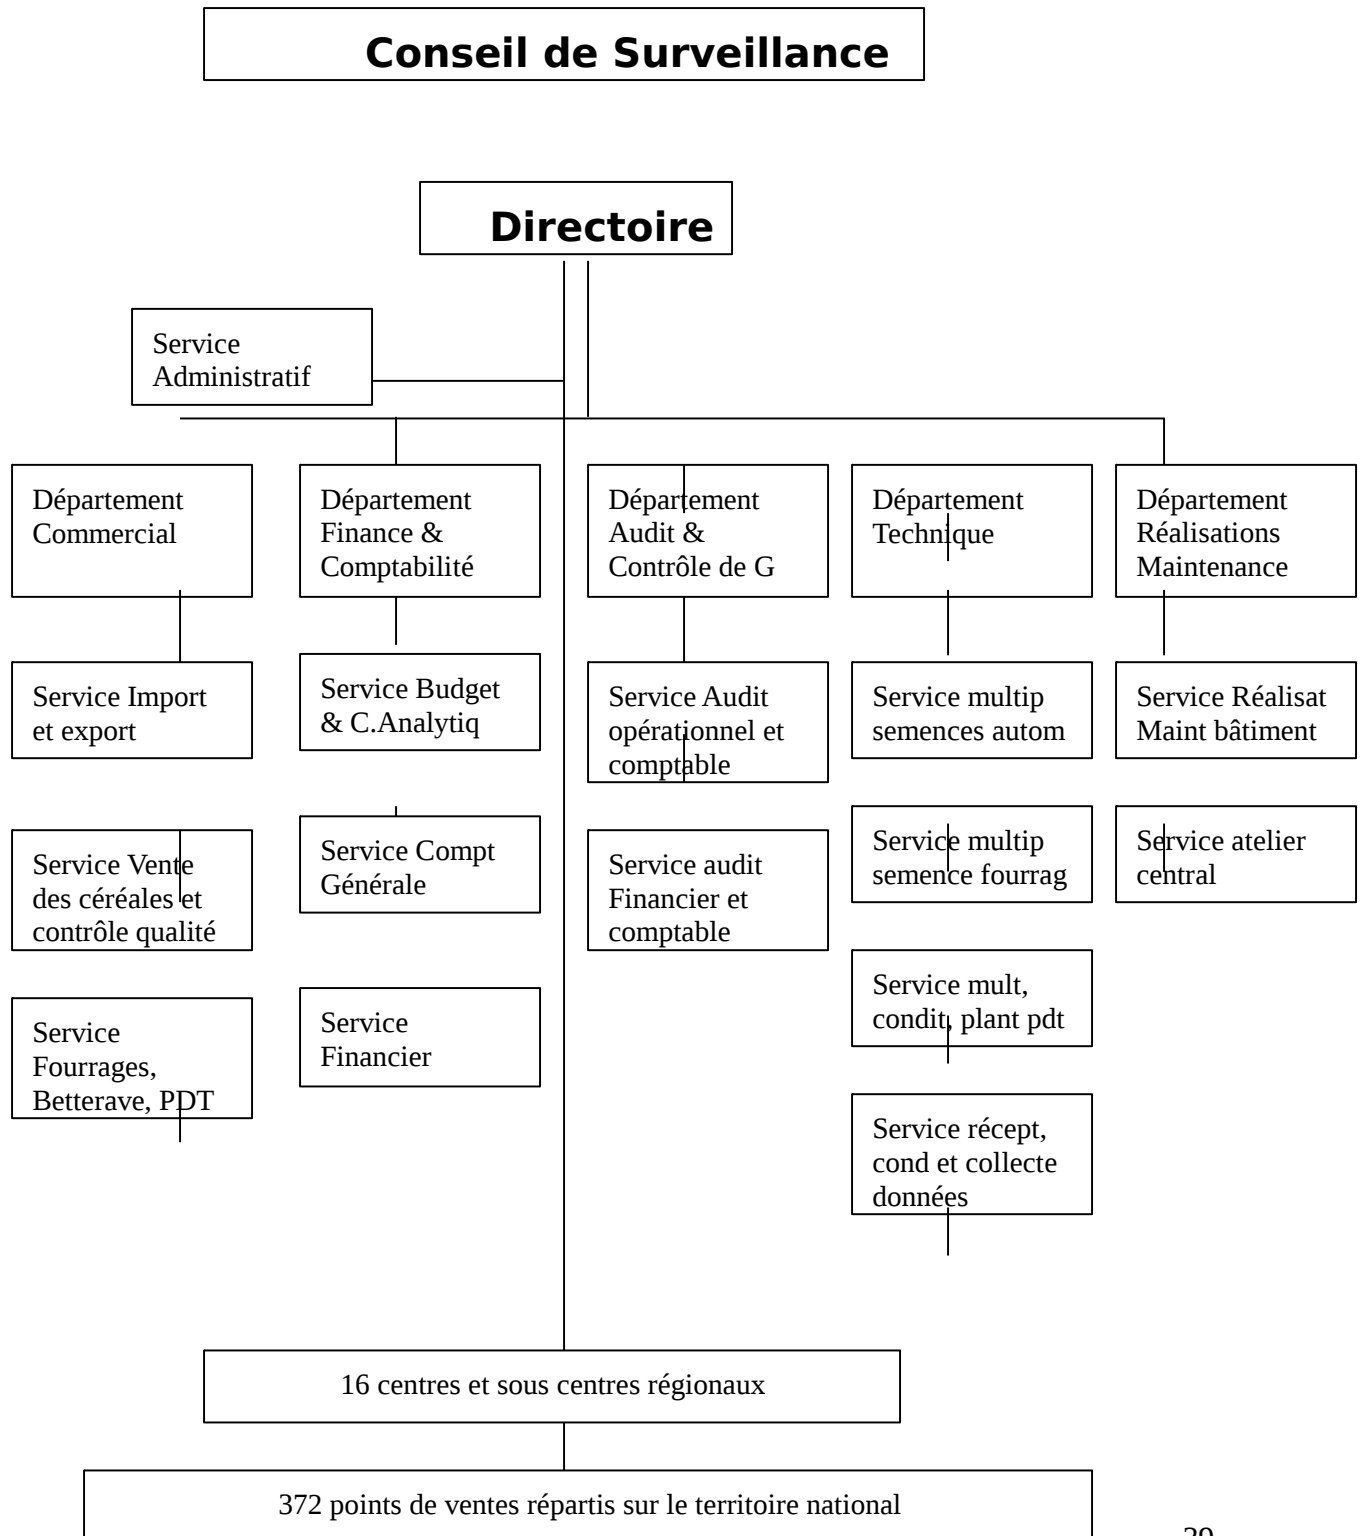 Conseil de Surveillance
Directoire
Service
Administratif
Département
Commercial
Département
Finance &
Comptabilité
Département
Audit &
Contrôle de G
Département
Technique
Département
Réalisations
Maintenance
Service Import
et export
Service Budget
& C.Analytiq
Service Audit
opérationnel et
comptable
Service multip
semences autom
Service Réalisat
Maint bâtiment
Service Vente
des céréales et
contrôle qualité
Service Compt
Générale
Service audit
Financier et
comptable
Service multip
semence fourrag
Service atelier
central
Service
Fourrages,
Betterave, PDT
Service
Financier
Service mult,
condit, plant pdt
Service récept,
cond et collecte
données
16 centres et sous centres régionaux
372 points de ventes répartis sur le territoire national